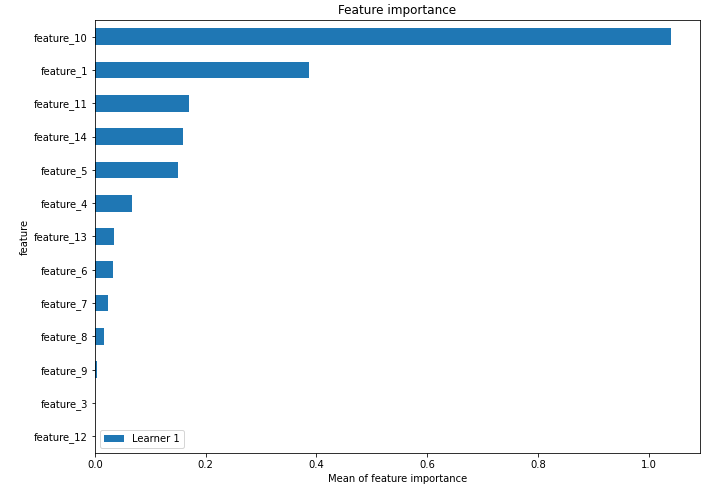 Feature importance
feature_10
feature_1
feature_11
feature_14
feature_5
feature_4
feature_13
feature_6
feature_7
feature_8
feature_9
feature_3
feature_12
feature
Learner 1
0.0 0.2 0.4 0.6 0.8 1.0
Mean of feature importance